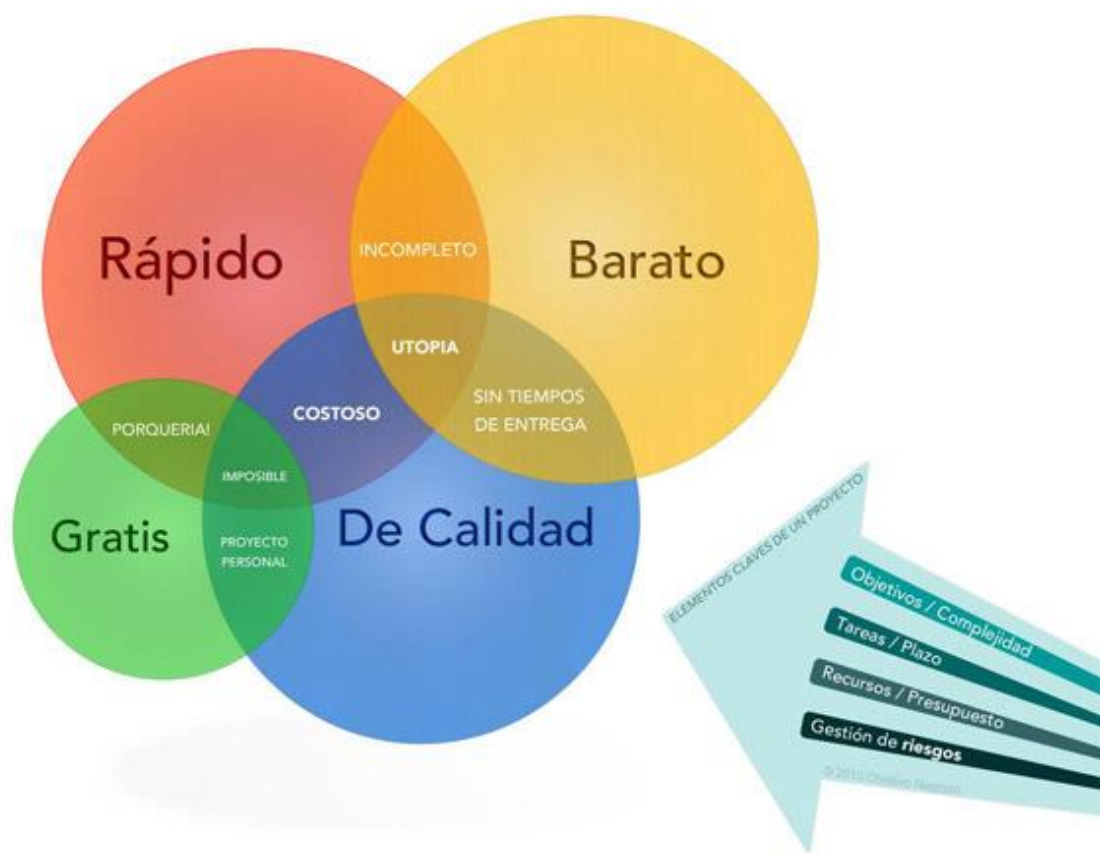 Rápido
Barato
INCOMPLETO
UTOPIA
SIN TIEMPOS
DE ENTREGA
COSTOSO
PORQUERIA!
IMPOSIBLE
Gratis
PROYECTO
PERSONAL
De Calidad
ELEMENTOS CLAVES DE UN PROYECTO
Objetivos / Complejidad
Tareas / Plazo
Recursos / Presupuesto
Gestión de riesgos